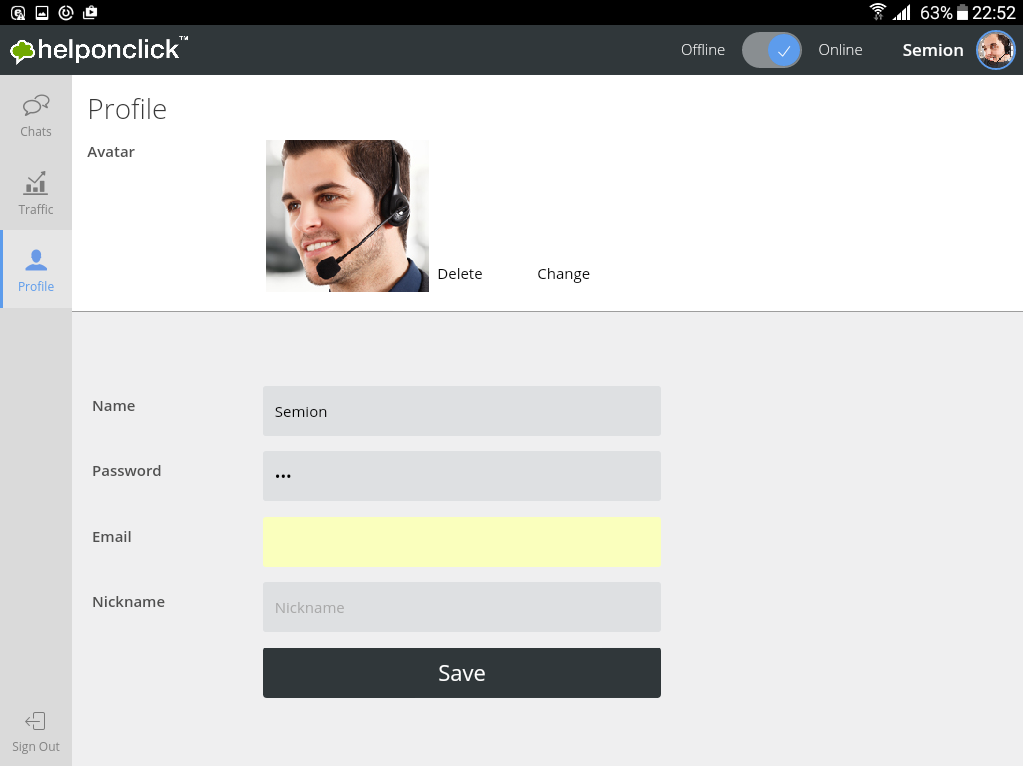 63% 22:52
helponclick™ Offline Online Semion
Chats
Traffic
Profile
Sign Out
Profile
Avatar
Delete Change
Name Semion
Password •••
Email
Nickname Nickname
Save